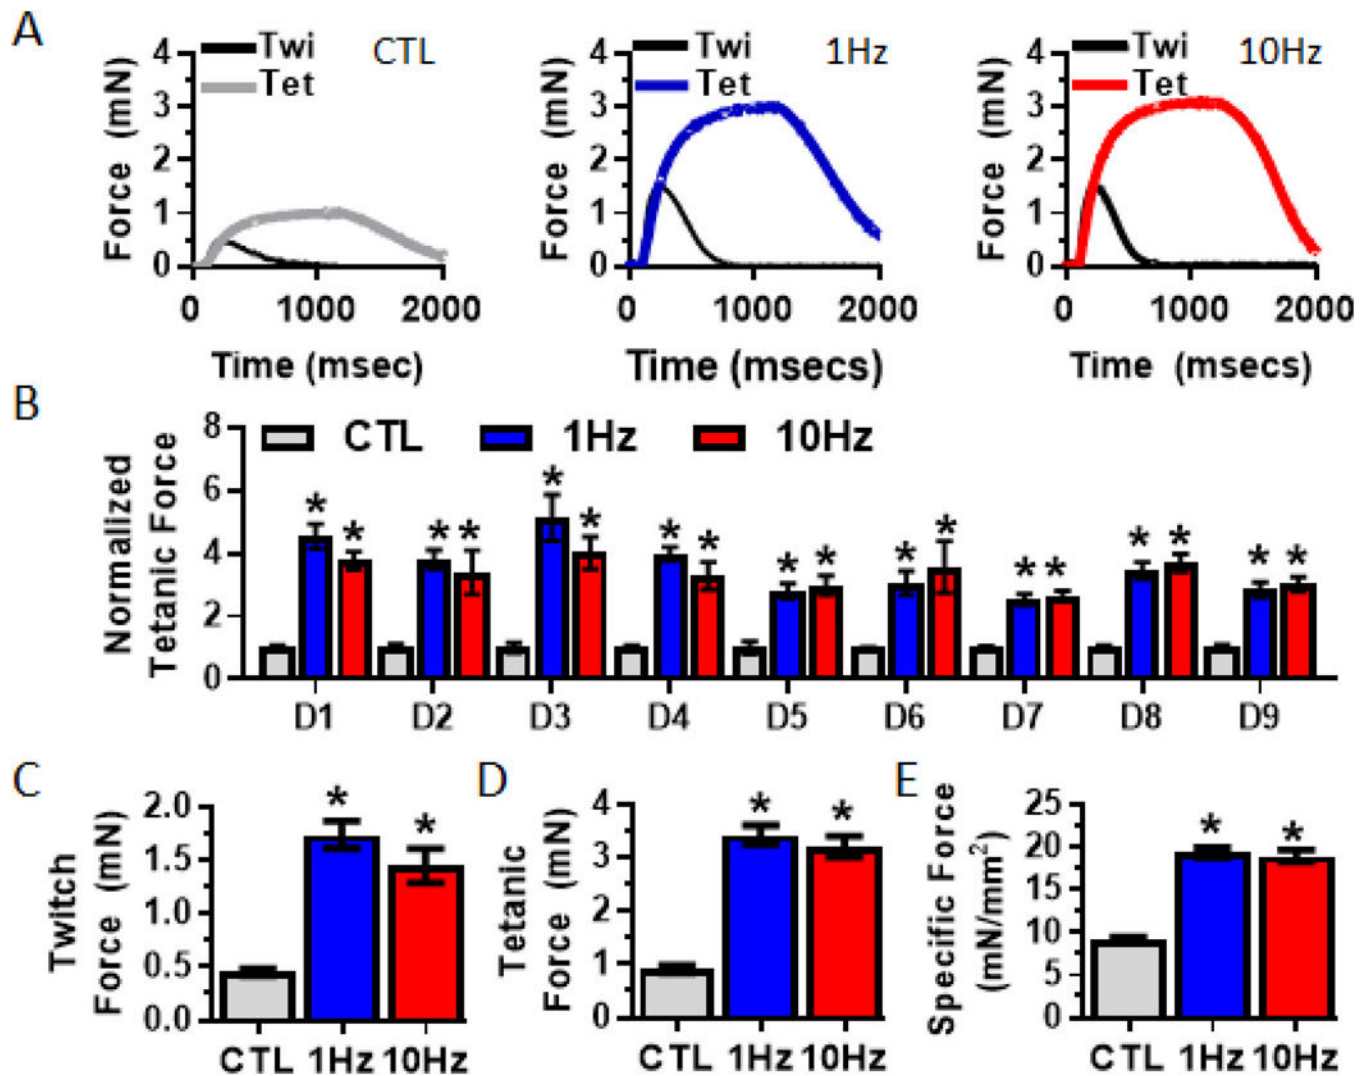 A
Twi
Tet
CTL
Force (mN)
4
3
2
1
0
0 1000 2000
Time (msec)
Twi
Tet
1Hz
Force (mN)
4
3
2
1
0
0 1000 2000
Time (msecs)
Twi
Tet
10Hz
Force (mN)
4
3
2
1
0
0 1000 2000
Time (msecs)
B
CTL 1Hz 10Hz
Normalized
Tetanic Force
8
6
4
2
0
* * * * * * * * * * * * * * * * * *
D1 D2 D3 D4 D5 D6 D7 D8 D9
C
Twitch
Force (mN)
2.0
1.5
1.0
0.5
0.0
* *
CTL 1Hz 10Hz
D
Tetanic
Force (mN)
4
3
2
1
0
* *
CTL 1Hz 10Hz
E
Specific Force
(mN/mm²)
25
20
15
10
5
0
* *
CTL 1Hz 10Hz